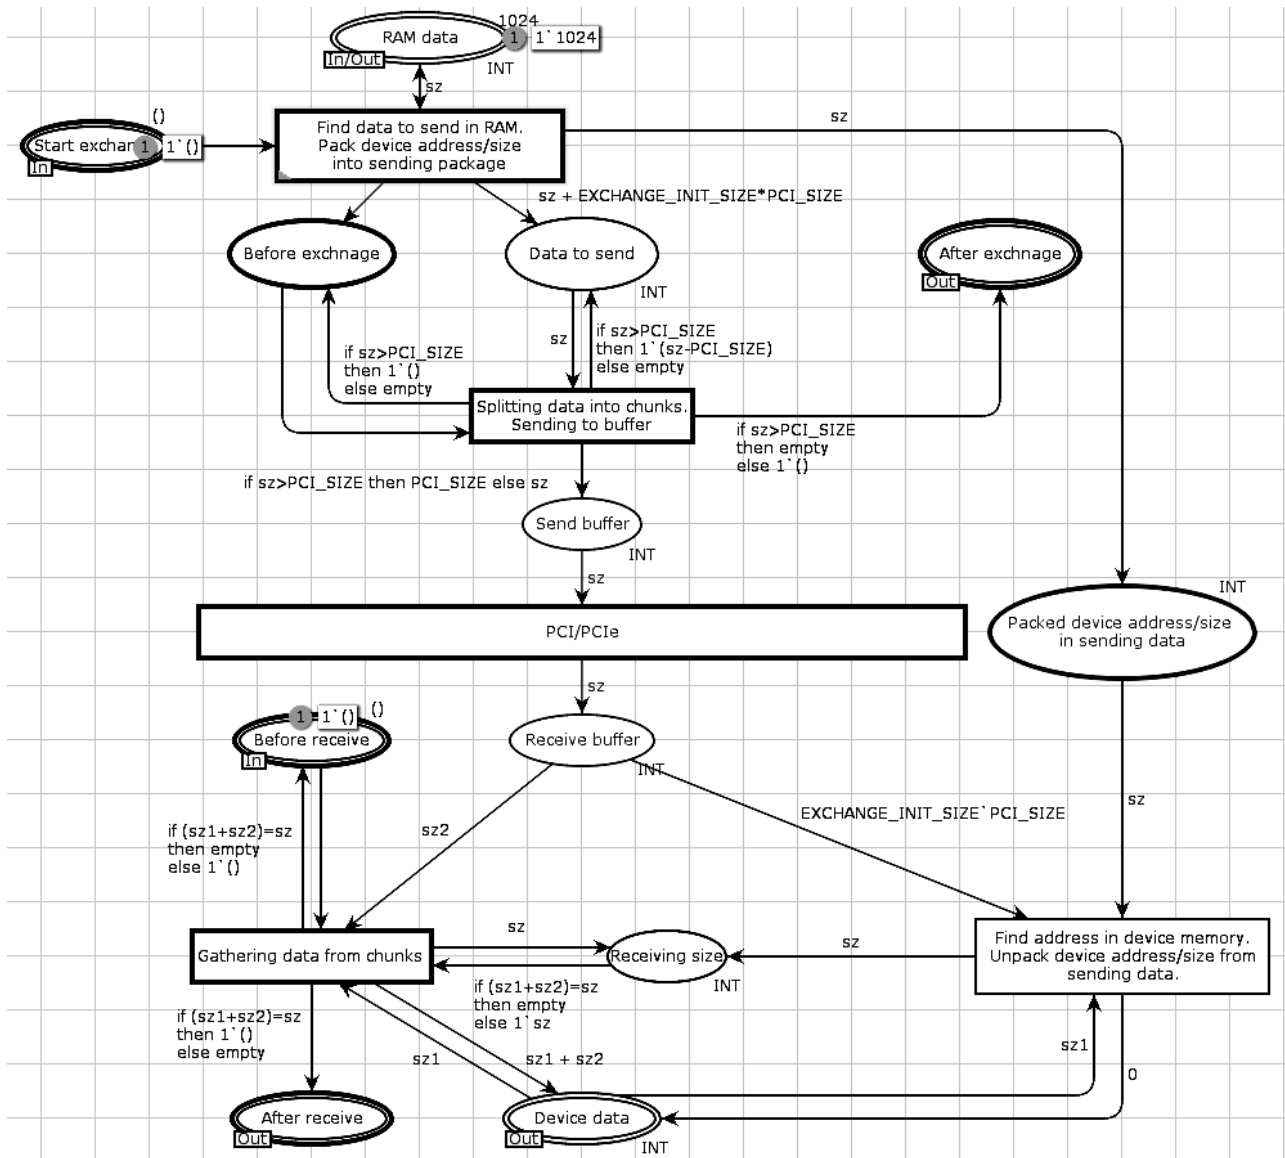 1024
RAM data
1
1`1024
In/Out
INT
sz
()
Start exchar
1
1`()
In
Find data to send in RAM.
Pack device address/size
into sending package
sz
sz + EXCHANGE_INIT_SIZE*PCI_SIZE
Before exchnage
Data to send
INT
After exchnage
Out
if sz>PCI_SIZE
then 1`()
else empty
sz
if sz>PCI_SIZE
then 1`(sz-PCI_SIZE)
else empty
Splitting data into chunks.
Sending to buffer
if sz>PCI_SIZE
then empty
else 1`()
if sz>PCI_SIZE then PCI_SIZE else sz
Send buffer
INT
sz
PCI/PCIe
INT
Packed device address/size
in sending data
sz
1
1`()
()
Before receive
In
Receive buffer
INT
sz
EXCHANGE_INIT_SIZE`PCI_SIZE
if (sz1+sz2)=sz
then empty
else 1`()
sz2
Gathering data from chunks
sz
Receiving size
INT
sz
Find address in device memory.
Unpack device address/size from
sending data.
if (sz1+sz2)=sz
then empty
else 1`sz
if (sz1+sz2)=sz
then 1`()
else empty
sz1
sz1 + sz2
sz1
0
After receive
Out
Device data
Out
INT